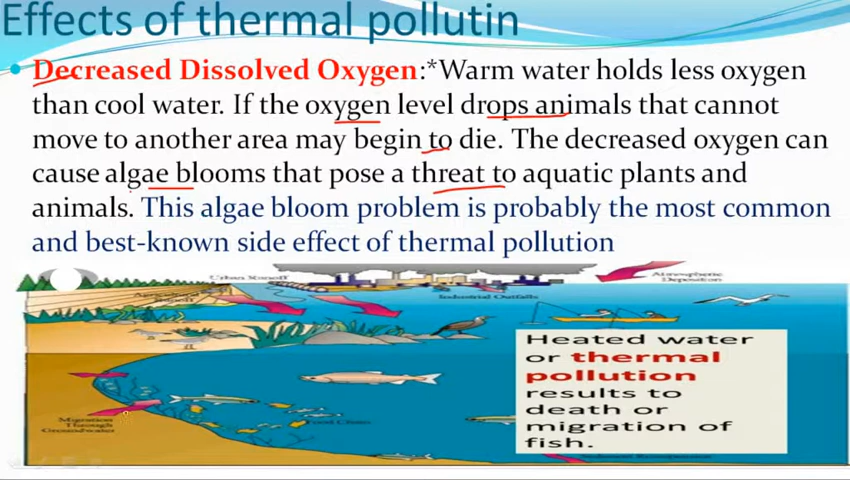 Effects of thermal pollutin
Decreased Dissolved Oxygen:*Warm water holds less oxygen
than cool water. If the oxygen level drops animals that cannot
move to another area may begin to die. The decreased oxygen can
cause algae blooms that pose a threat to aquatic plants and
animals. This algae bloom problem is probably the most common
and best-known side effect of thermal pollution
Urban Runoff
Atmospheric
Deposition
Industrial Outfalls
Heated water
or thermal
pollution
results to
death or
migration of
fish.
Migration
Through
Groundwater
Food Chain